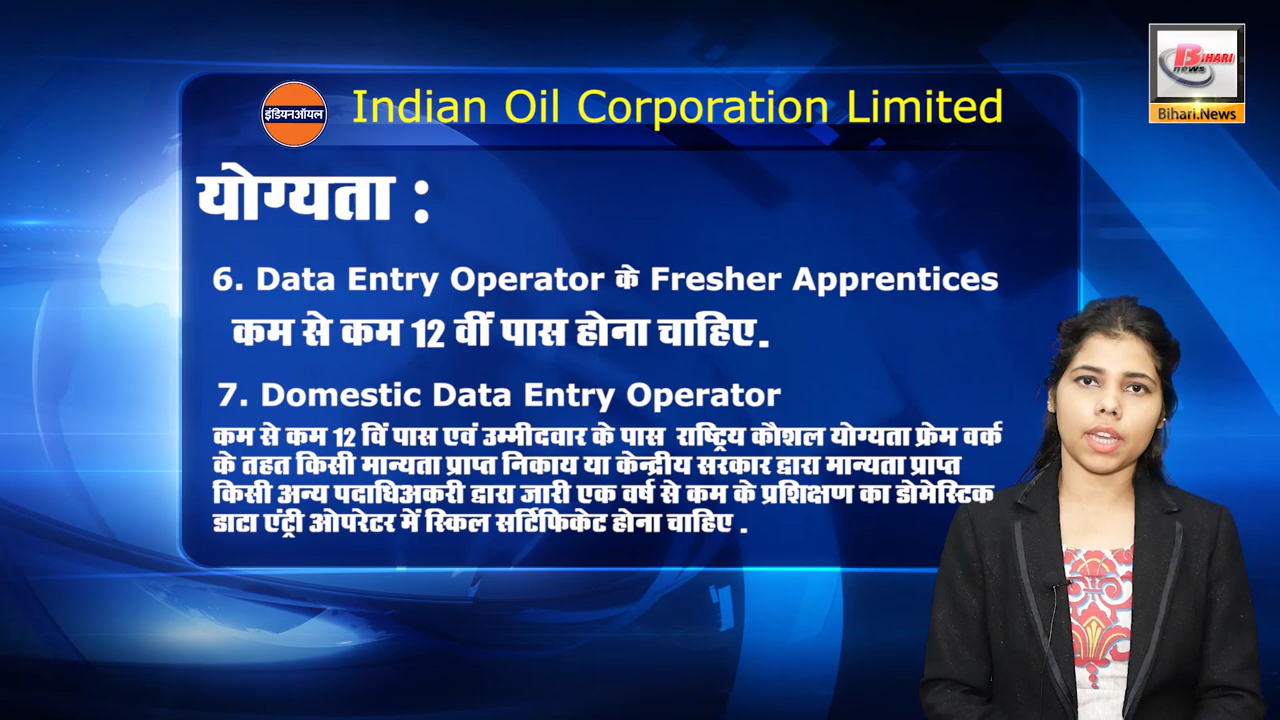 BIHARI
news
Bihari.News
इंडियनऑयल
Indian Oil Corporation Limited
योग्यता :
6. Data Entry Operator के Fresher Apprentices
कम से कम 12 वीं पास होना चाहिए.
7. Domestic Data Entry Operator
कम से कम 12 विं पास एवं उम्मीदवार के पास राष्ट्रिय कौशल योग्यता फ्रेम वर्क
के तहत किसी मान्यता प्राप्त निकाय या केन्द्रीय सरकार द्वारा मान्यता प्राप्त
किसी अन्य पदाधिअकरी द्वारा जारी एक वर्ष से कम के प्रशिक्षण का डोमेस्टिक
डाटा एंट्री ओपरेटर में स्किल सर्टिफिकेट होना चाहिए .